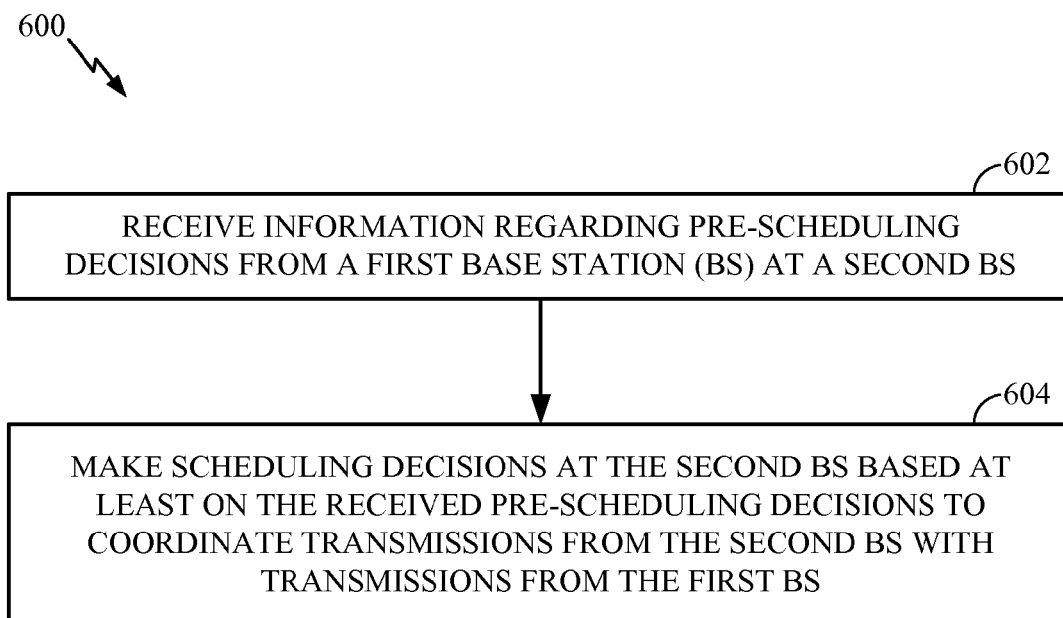 600
602
RECEIVE INFORMATION REGARDING PRE-SCHEDULING
DECISIONS FROM A FIRST BASE STATION (BS) AT A SECOND BS
604
MAKE SCHEDULING DECISIONS AT THE SECOND BS BASED AT
LEAST ON THE RECEIVED PRE-SCHEDULING DECISIONS TO
COORDINATE TRANSMISSIONS FROM THE SECOND BS WITH
TRANSMISSIONS FROM THE FIRST BS